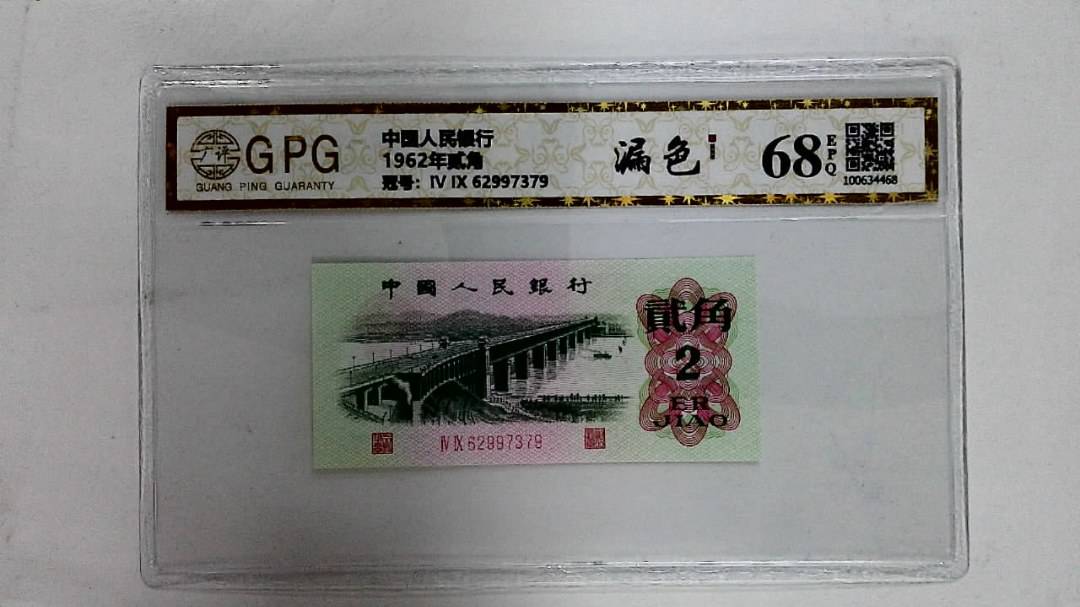 GPG
GUANG PING GUARANTY
中国人民银行
1962年贰角
冠号：IV IX 62997379
漏色
68
EPQ
100634468
中國人民銀行
貳角
2
ER
JIAO
IV IX 62997379